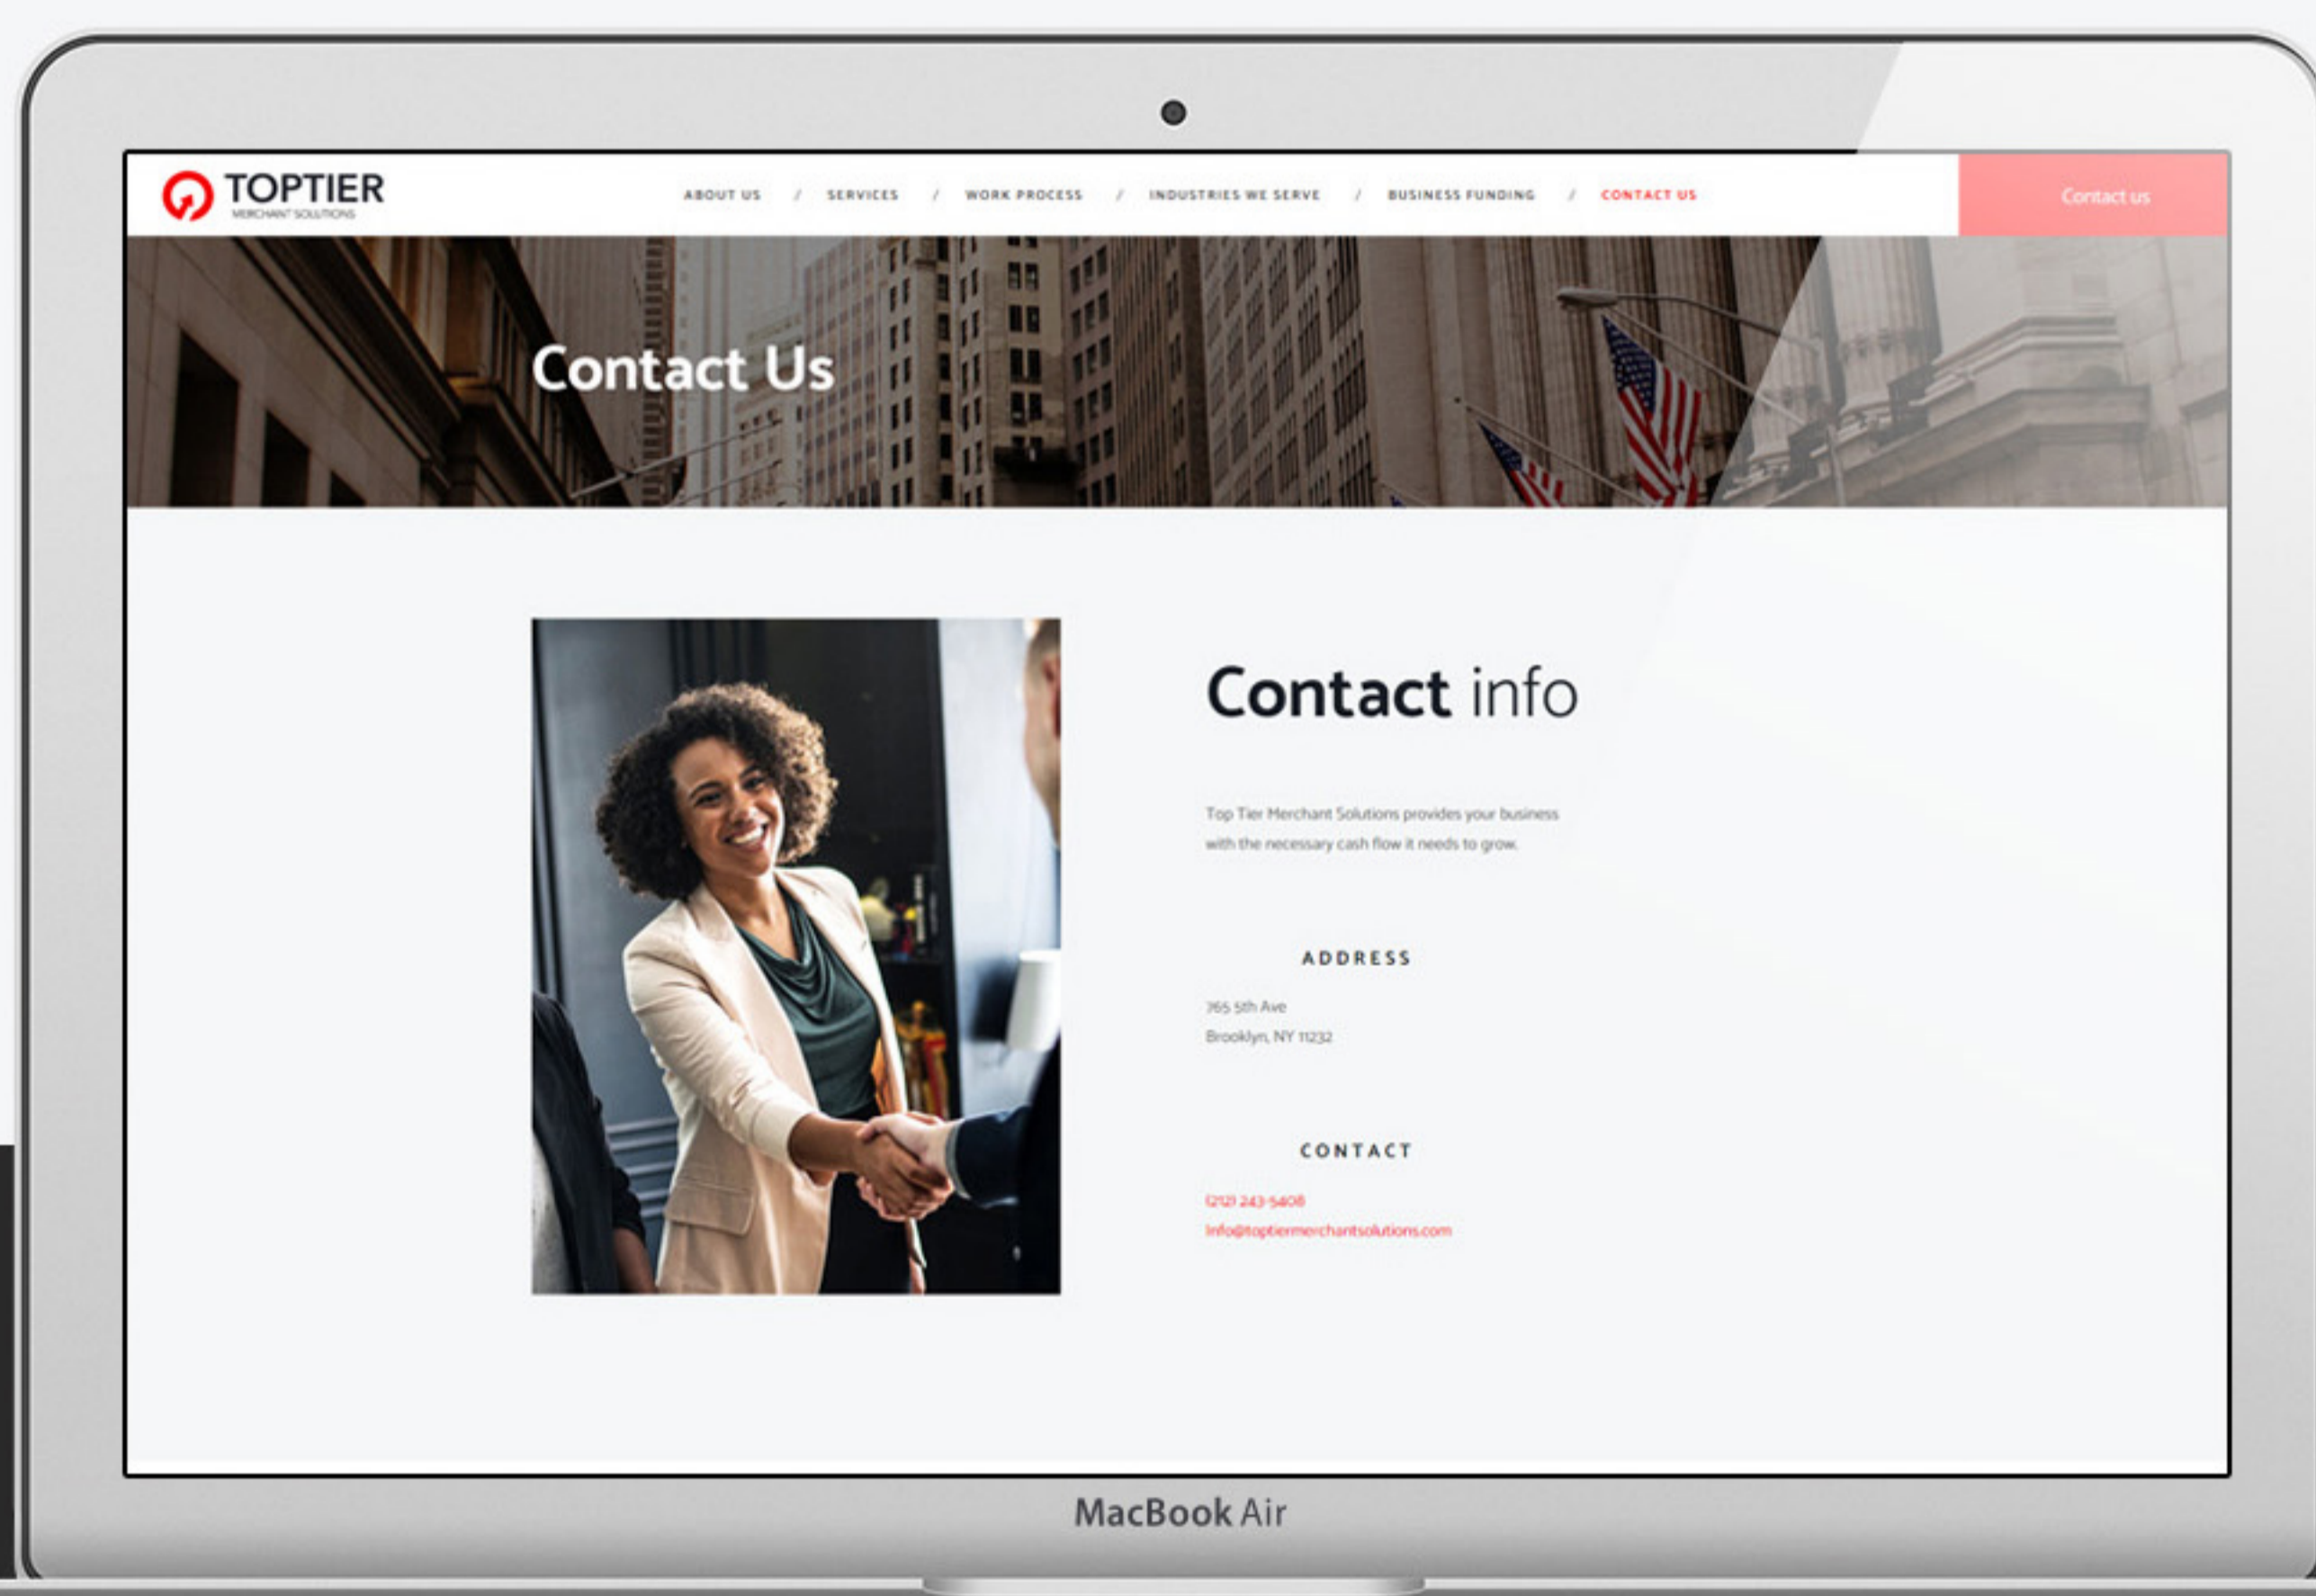 TOPTIER
MERCHANT SOLUTIONS
ABOUT US / SERVICES / WORK PROCESS / INDUSTRIES WE SERVE / BUSINESS FUNDING / CONTACT US
Contact us
Contact Us
Contact info
Top Tier Merchant Solutions provides your business
with the necessary cash flow it needs to grow.
ADDRESS
765 5th Ave
Brooklyn, NY 11232
CONTACT
(212) 243-5408
Info@toptiermerchantsolutions.com
MacBook Air